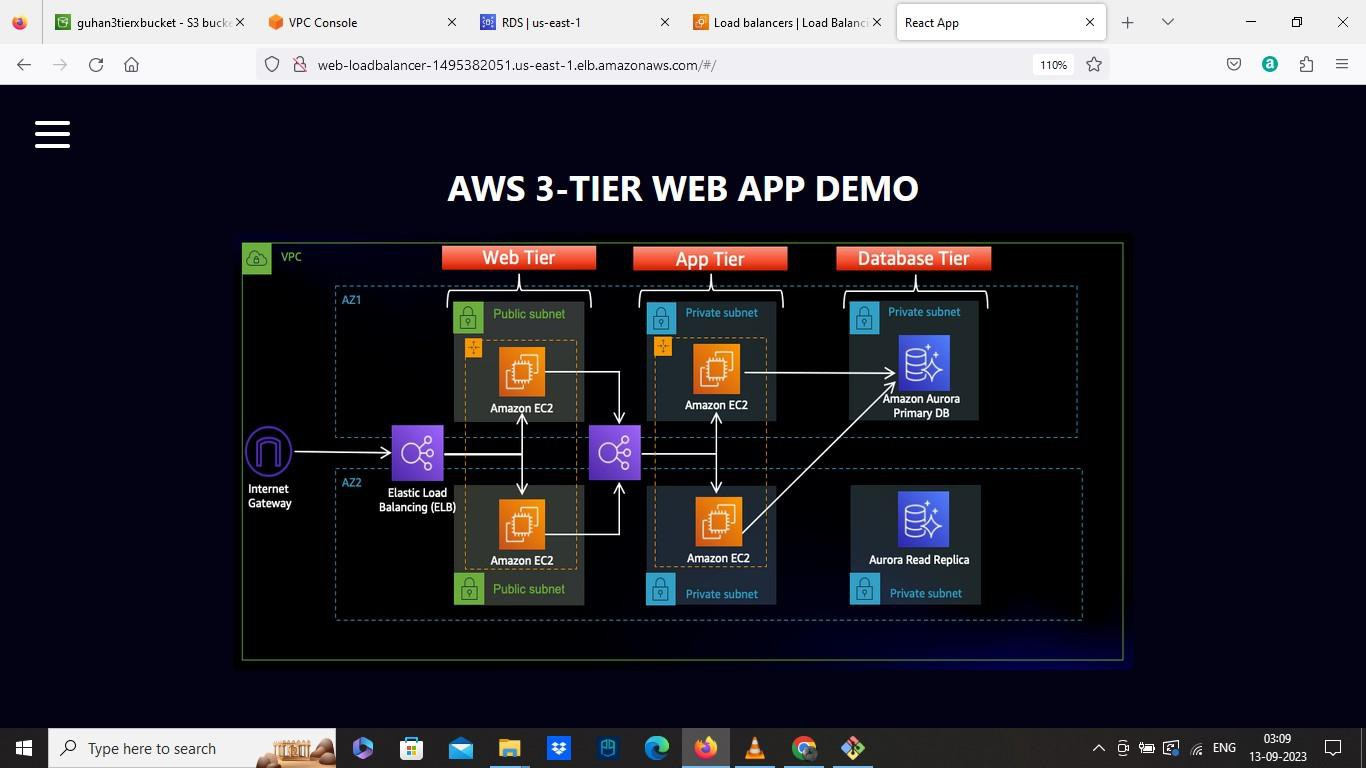 guhan3tierxbucket - S3 bucke
VPC Console
RDS | us-east-1
Load balancers | Load Balanci
React App
web-loadbalancer-1495382051.us-east-1.elb.amazonaws.com/#/
110%
AWS 3-TIER WEB APP DEMO
VPC
Web Tier
App Tier
Database Tier
AZ1
Public subnet
Private subnet
Private subnet
Amazon EC2
Amazon EC2
Amazon Aurora
Primary DB
Internet
Gateway
Elastic Load
Balancing (ELB)
AZ2
Amazon EC2
Amazon EC2
Aurora Read Replica
Public subnet
Private subnet
Private subnet
Type here to search
ENG
03:09
13-09-2023